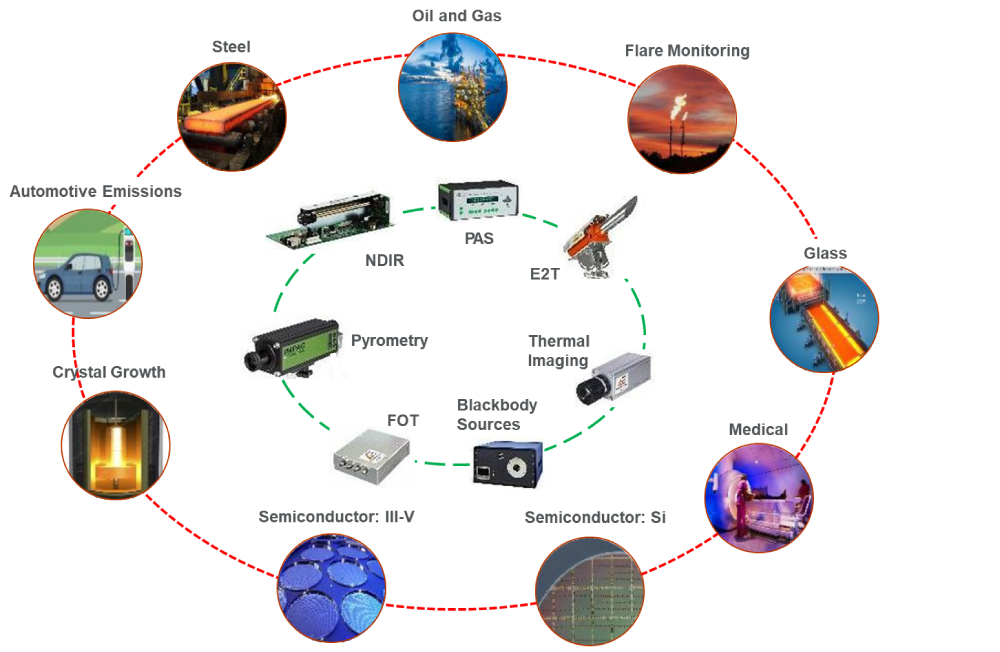 Oil and Gas
Steel
Flare Monitoring
Automotive Emissions
PAS
NDIR
E2T
Glass
Pyrometry
Thermal
Imaging
Crystal Growth
Blackbody
Sources
FOT
Medical
Semiconductor: III-V
Semiconductor: Si